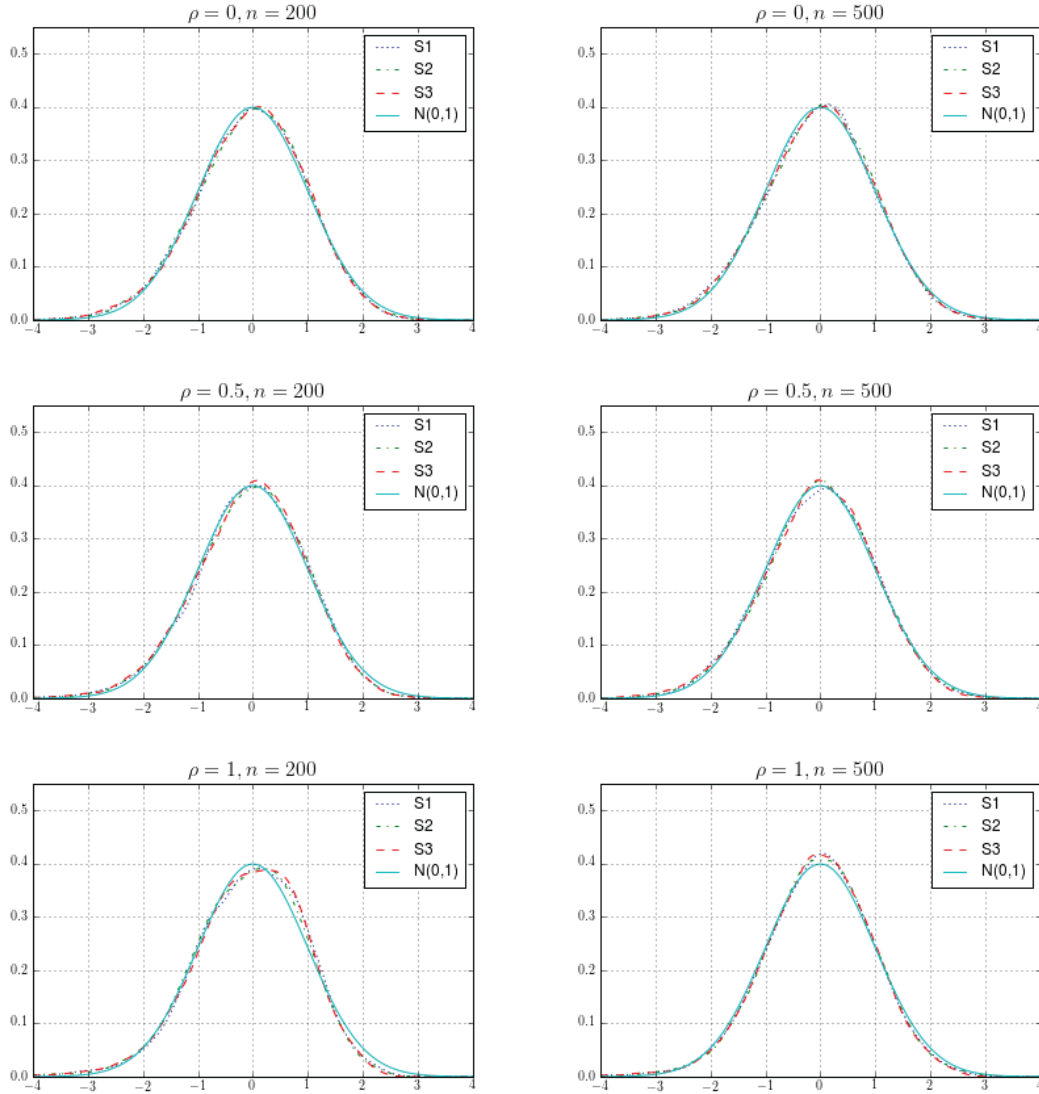 ρ = 0, n = 200
0.5
0.4
0.3
0.2
0.1
0.0
−4 −3 −2 −1 0 1 2 3 4
S1
S2
S3
N(0,1)
ρ = 0, n = 500
0.5
0.4
0.3
0.2
0.1
0.0
−4 −3 −2 −1 0 1 2 3 4
S1
S2
S3
N(0,1)
ρ = 0.5, n = 200
0.5
0.4
0.3
0.2
0.1
0.0
−4 −3 −2 −1 0 1 2 3 4
S1
S2
S3
N(0,1)
ρ = 0.5, n = 500
0.5
0.4
0.3
0.2
0.1
0.0
−4 −3 −2 −1 0 1 2 3 4
S1
S2
S3
N(0,1)
ρ = 1, n = 200
0.5
0.4
0.3
0.2
0.1
0.0
−4 −3 −2 −1 0 1 2 3 4
S1
S2
S3
N(0,1)
ρ = 1, n = 500
0.5
0.4
0.3
0.2
0.1
0.0
−4 −3 −2 −1 0 1 2 3 4
S1
S2
S3
N(0,1)